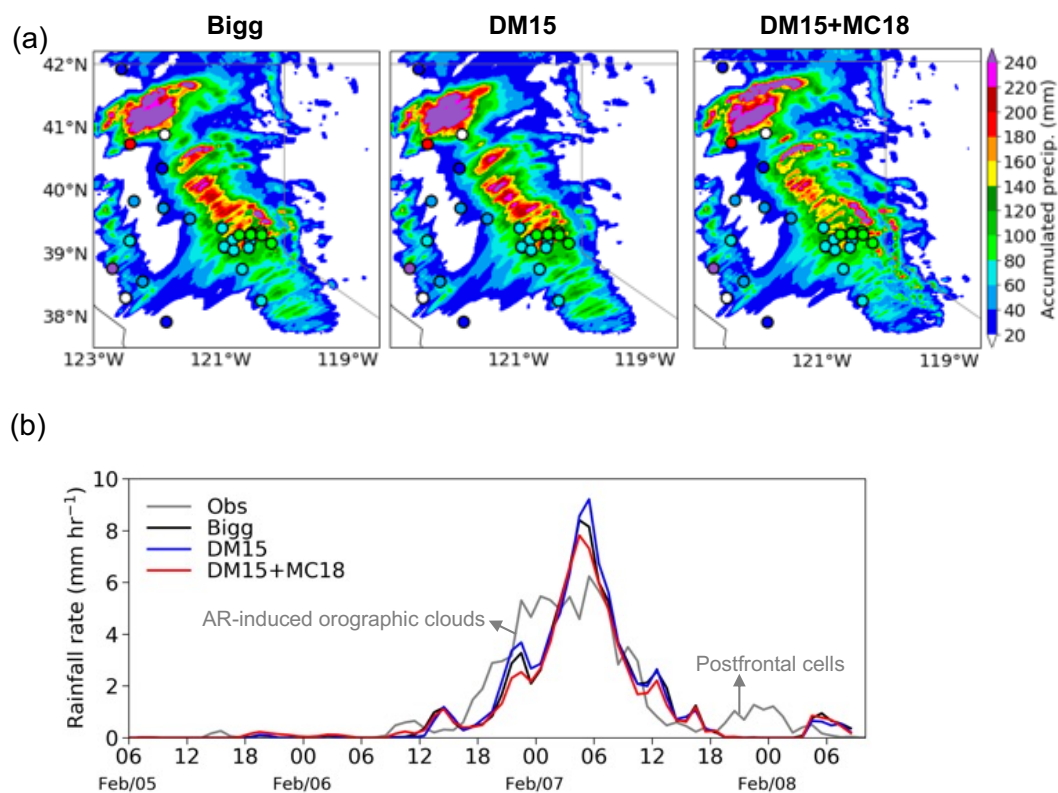 (a)
Bigg DM15 DM15+MC18
42°N
41°N
40°N
39°N
38°N
123°W 121°W 119°W 121°W 119°W 121°W 119°W
240
220
200
180
160
140
120
100
80
60
40
20
Accumulated precip. (mm)
(b)
Rainfall rate (mm hr⁻¹)
10
8
6
4
2
0
Obs
Bigg
DM15
DM15+MC18
AR-induced orographic clouds
Postfrontal cells
06 12 18 00 06 12 18 00 06 12 18 00 06
Feb/05 Feb/06 Feb/07 Feb/08